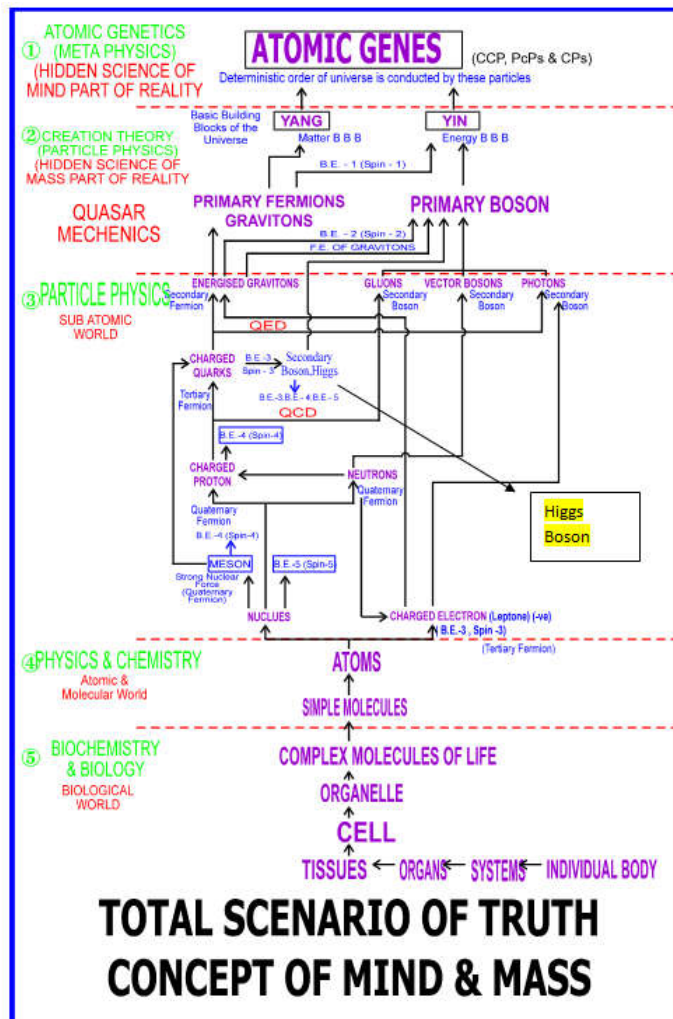 ① ATOMIC GENETICS
(META PHYSICS)
(HIDDEN SCIENCE OF
MIND PART OF REALITY
ATOMIC GENES
(CCP, PcPs & CPs)
Deterministic order of universe is conducted by these particles
② CREATION THEORY
(PARTICLE PHYSICS)
(HIDDEN SCIENCE OF
MASS PART OF REALITY
Basic Building
Blocks of the
Universe
YANG
Matter B B B
YIN
Energy B B B
B.E. - 1 (Spin - 1)
QUASAR
MECHENICS
PRIMARY FERMIONS
GRAVITONS
PRIMARY BOSON
B.E. - 2 (Spin - 2)
F.E. OF GRAVITONS
③ PARTICLE PHYSICS
SUB ATOMIC
WORLD
ENERGISED GRAVITONS
Secondary
Fermion
GLUONS
Secondary
Boson
VECTOR BOSONS
Secondary
Boson
PHOTONS
Secondary
Boson
QED
CHARGED
QUARKS
B.E.-3
Spin - 3
Secondary
Boson,Higgs
B.E.-3,B.E.- 4,B.E.- 5
Tertiary
Fermion
QCD
B.E.-4 (Spin-4)
CHARGED
PROTON
NEUTRONS
Quaternary
Fermion
Quaternary
Fermion
Higgs
Boson
B.E.-4 (Spin-4)
MESON
B.E.-5 (Spin-5)
Strong Nuclear
Force
(Quaternary
Fermion)
NUCLUES
CHARGED ELECTRON (Leptone) (-ve)
( B.E.-3 , Spin -3)
(Tertiary Fermion)
④ PHYSICS & CHEMISTRY
Atomic &
Molecular World
ATOMS
SIMPLE MOLECULES
⑤ BIOCHEMISTRY
& BIOLOGY
BIOLOGICAL
WORLD
COMPLEX MOLECULES OF LIFE
ORGANELLE
CELL
TISSUES ORGANS SYSTEMS INDIVIDUAL BODY
TOTAL SCENARIO OF TRUTH
CONCEPT OF MIND & MASS